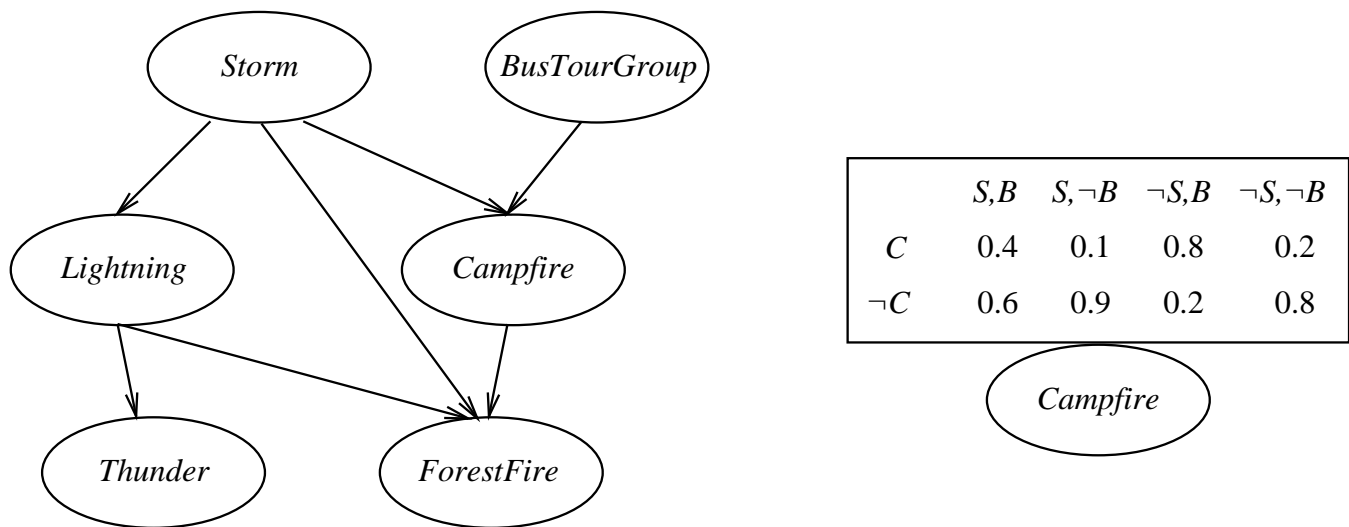 Storm BusTourGroup
Lightning Campfire
Thunder ForestFire
S,B S,¬B ¬S,B ¬S,¬B
C 0.4 0.1 0.8 0.2
¬C 0.6 0.9 0.2 0.8
Campfire